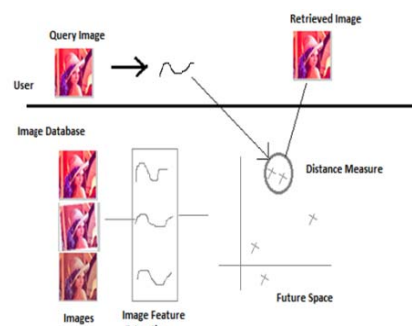 Retrieved Image
Query Image
User
Image Database
Distance Measure
Images
Image Feature
Future Space